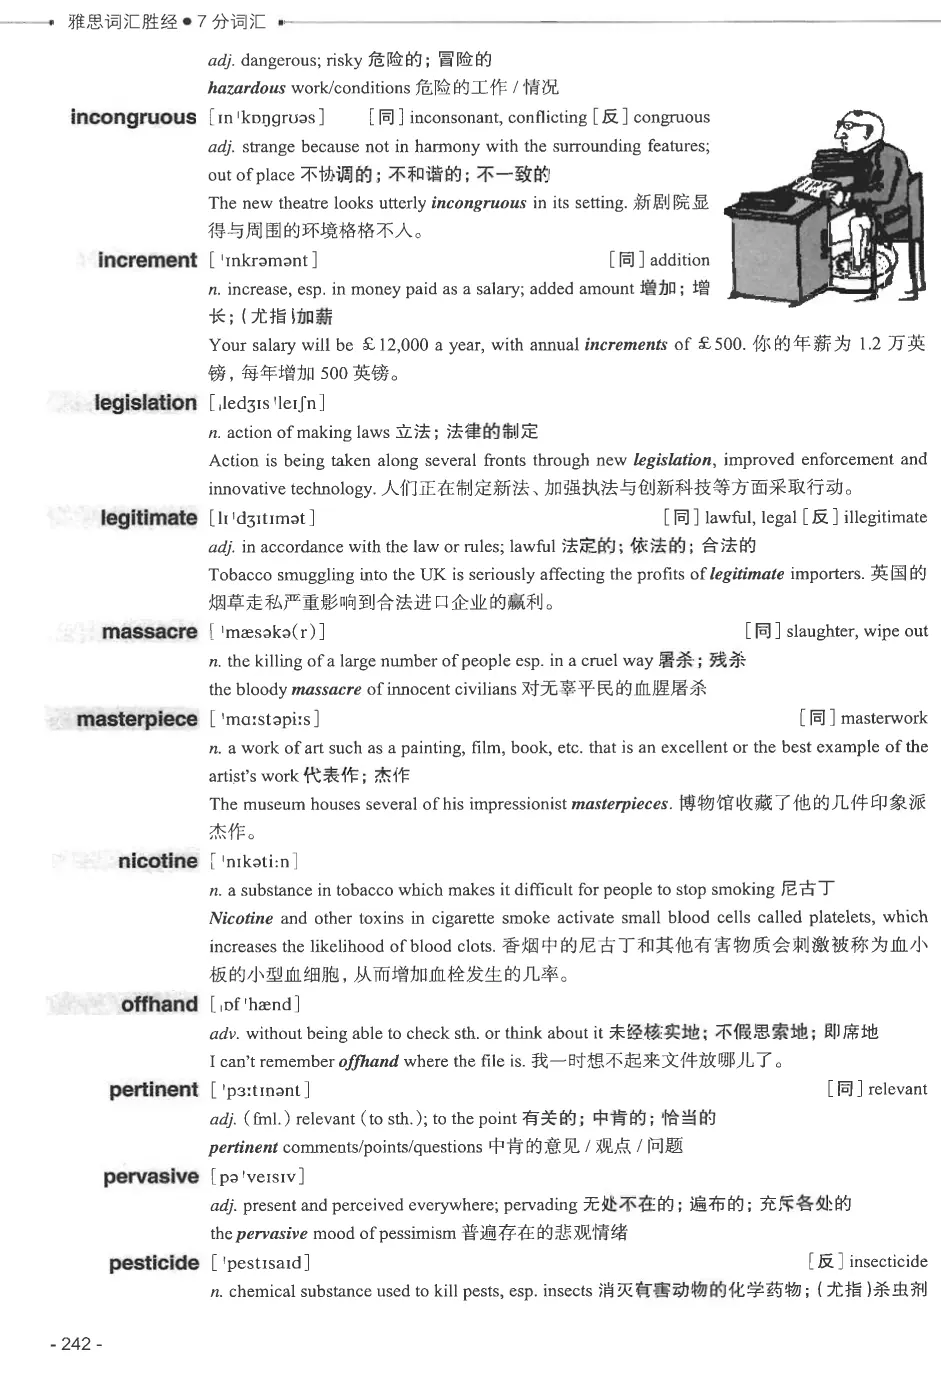 雅思词汇胜经●7分词汇
adj. dangerous; risky 危险的；冒险的
hazardous work/conditions 危险的工作 / 情况
incongruous [ɪnˈkɒŋɡrʊəs] [同] inconsonant, conflicting [反] congruous
adj. strange because not in harmony with the surrounding features;
out of place 不协调的；不和谐的；不一致的
The new theatre looks utterly incongruous in its setting. 新剧院显
得与周围的环境格格不入。
increment [ˈɪnkrəmənt] [同] addition
n. increase, esp. in money paid as a salary; added amount 增加；增
长；(尤指)加薪
Your salary will be £12,000 a year, with annual increments of £500. 你的年薪为 1.2 万英
镑，每年增加 500 英镑。
legislation [ˌledʒɪsˈleɪʃn]
n. action of making laws 立法；法律的制定
Action is being taken along several fronts through new legislation, improved enforcement and
innovative technology. 人们正在制定新法、加强执法与创新科技等方面采取行动。
legitimate [lɪˈdʒɪtɪmət] [同] lawful, legal [反] illegitimate
adj. in accordance with the law or rules; lawful 法定的；依法的；合法的
Tobacco smuggling into the UK is seriously affecting the profits of legitimate importers. 英国的
烟草走私严重影响到合法进口企业的赢利。
massacre [ˈmæsəkə(r)] [同] slaughter, wipe out
n. the killing of a large number of people esp. in a cruel way 屠杀；残杀
the bloody massacre of innocent civilians 对无辜平民的血腥屠杀
masterpiece [ˈmɑːstəpiːs] [同] masterwork
n. a work of art such as a painting, film, book, etc. that is an excellent or the best example of the
artist's work 代表作；杰作
The museum houses several of his impressionist masterpieces. 博物馆收藏了他的几件印象派
杰作。
nicotine [ˈnɪkətiːn]
n. a substance in tobacco which makes it difficult for people to stop smoking 尼古丁
Nicotine and other toxins in cigarette smoke activate small blood cells called platelets, which
increases the likelihood of blood clots. 香烟中的尼古丁和其他有害物质会刺激被称为血小
板的小型血细胞，从而增加血栓发生的几率。
offhand [ˌɒfˈhænd]
adv. without being able to check sth. or think about it 未经核实地；不假思索地；即席地
I can't remember offhand where the file is. 我一时想不起来文件放哪儿了。
pertinent [ˈpɜːtɪnənt] [同] relevant
adj. (fml.) relevant (to sth.); to the point 有关的；中肯的；恰当的
pertinent comments/points/questions 中肯的意见 / 观点 / 问题
pervasive [pəˈveɪsɪv]
adj. present and perceived everywhere; pervading 无处不在的；遍布的；充斥各处的
the pervasive mood of pessimism 普遍存在的悲观情绪
pesticide [ˈpestɪsaɪd] [反] insecticide
n. chemical substance used to kill pests, esp. insects 消灭有害动物的化学药物；(尤指)杀虫剂
- 242 -